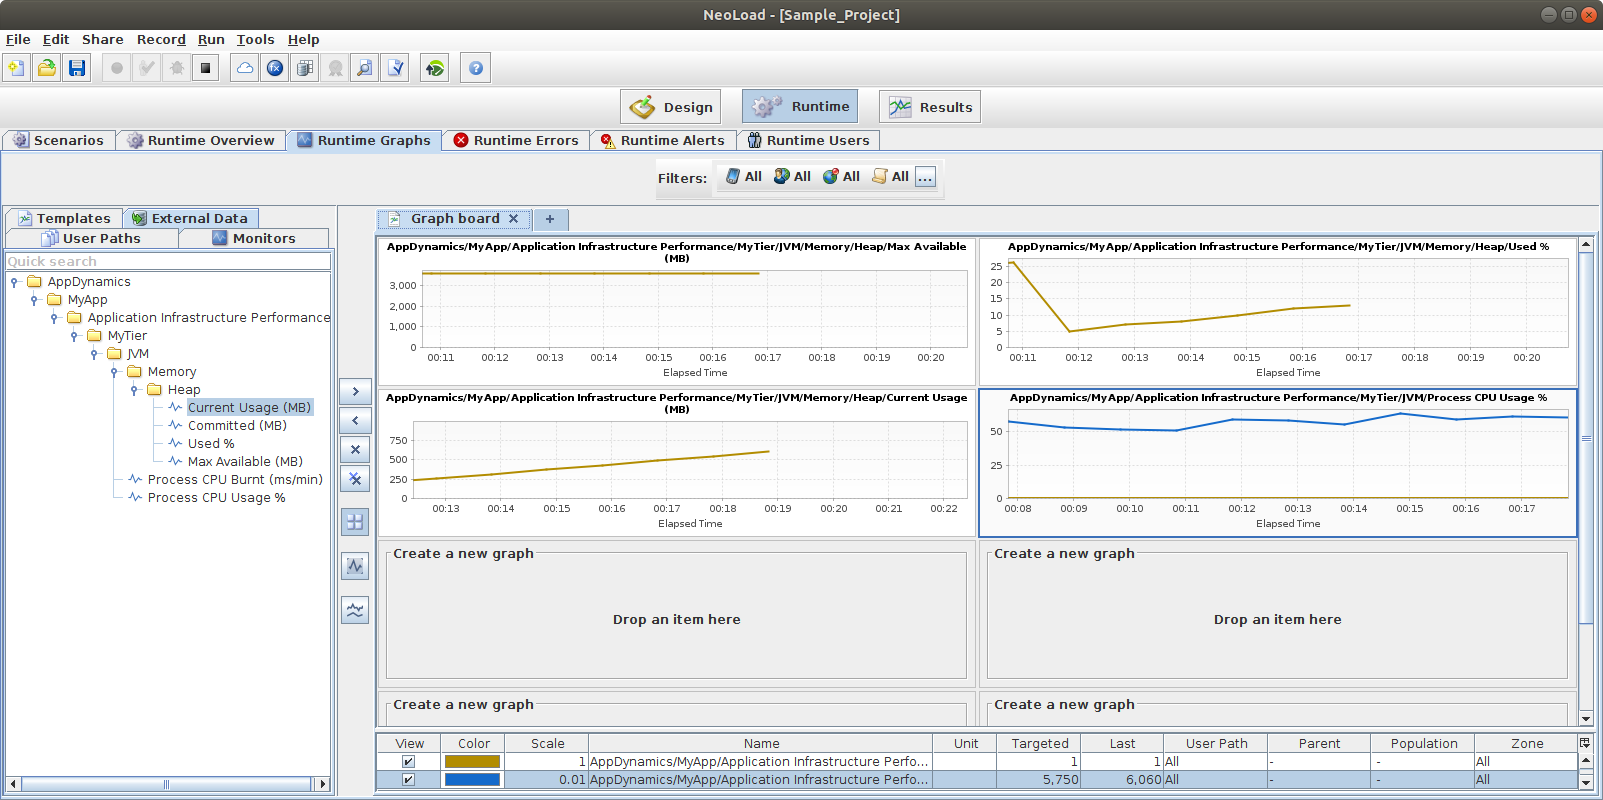 NeoLoad - [Sample_Project]
File Edit Share Record Run Tools Help
Design Runtime Results
Scenarios Runtime Overview Runtime Graphs Runtime Errors Runtime Alerts Runtime Users
Filters: All All All All ...
Templates External Data
User Paths Monitors
Quick search
AppDynamics
MyApp
Application Infrastructure Performance
MyTier
JVM
Memory
Heap
Current Usage (MB)
Committed (MB)
Used %
Max Available (MB)
Process CPU Burnt (ms/min)
Process CPU Usage %
Graph board
AppDynamics/MyApp/Application Infrastructure Performance/MyTier/JVM/Memory/Heap/Max Available
(MB)
3,000
2,000
1,000
0
00:11 00:12 00:13 00:14 00:15 00:16 00:17 00:18 00:19 00:20
Elapsed Time
AppDynamics/MyApp/Application Infrastructure Performance/MyTier/JVM/Memory/Heap/Used %
25
20
15
10
5
0
00:11 00:12 00:13 00:14 00:15 00:16 00:17 00:18 00:19 00:20
Elapsed Time
AppDynamics/MyApp/Application Infrastructure Performance/MyTier/JVM/Memory/Heap/Current Usage
(MB)
750
500
250
0
00:13 00:14 00:15 00:16 00:17 00:18 00:19 00:20 00:21 00:22
Elapsed Time
AppDynamics/MyApp/Application Infrastructure Performance/MyTier/JVM/Process CPU Usage %
50
25
0
00:08 00:09 00:10 00:11 00:12 00:13 00:14 00:15 00:16 00:17
Elapsed Time
Create a new graph
Drop an item here
Create a new graph
Drop an item here
Create a new graph
Create a new graph
View Color Scale Name Unit Targeted Last User Path Parent Population Zone
1 AppDynamics/MyApp/Application Infrastructure Perfo... 1 1 All - - All
0.01 AppDynamics/MyApp/Application Infrastructure Perfo... 5,750 6,060 All - - All